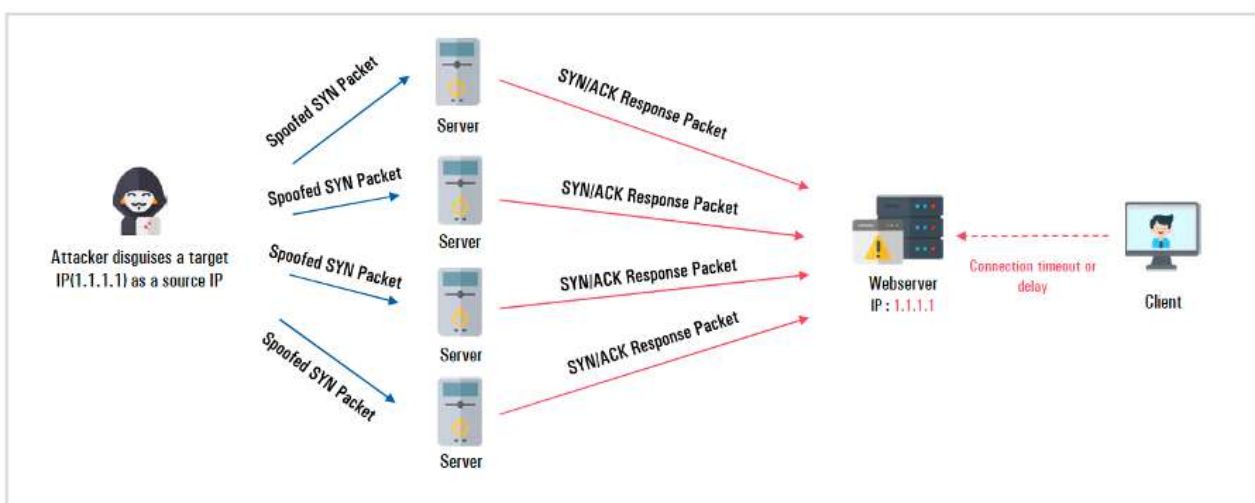 Spoofed SYN Packet
Server
SYN/ACK Response Packet
Spoofed SYN Packet
Server
SYN/ACK Response Packet
Attacker disguises a target
IP(1.1.1.1) as a source IP
Spoofed SYN Packet
Server
SYN/ACK Response Packet
Spoofed SYN Packet
Server
SYN/ACK Response Packet
Webserver
IP : 1.1.1.1
Connection timeout or
delay
Client